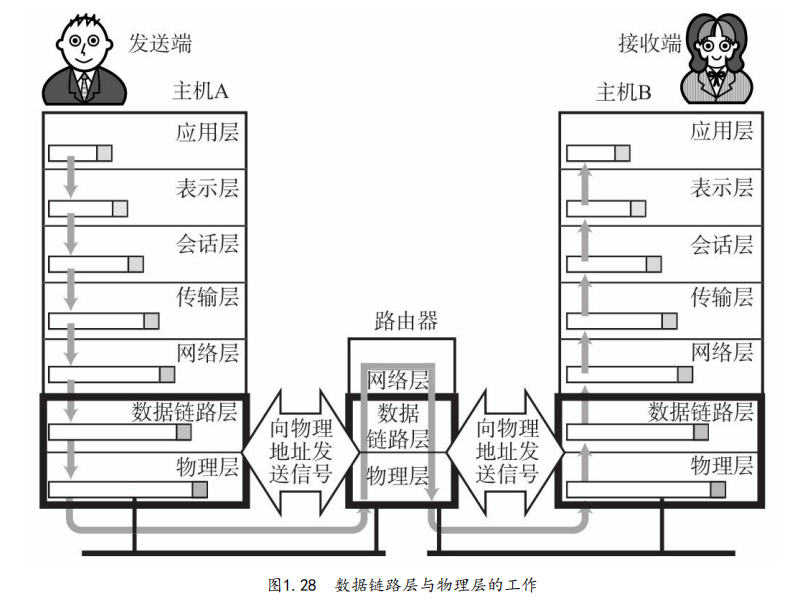 发送端
接收端
主机A
主机B
应用层
表示层
会话层
传输层
网络层
数据链路层
物理层
向物理
地址发
送信号
路由器
网络层
数据
链路层
物理层
向物理
地址发
送信号
应用层
表示层
会话层
传输层
网络层
数据链路层
物理层
图1.28 数据链路层与物理层的工作